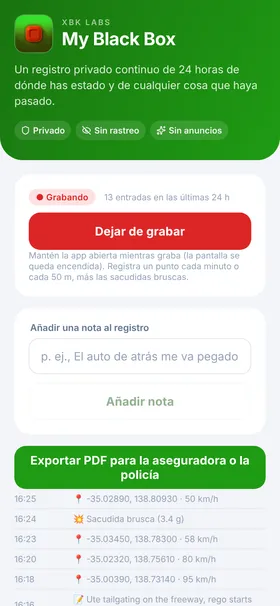 XBK LABS
My Black Box
Un registro privado continuo de 24 horas de
dónde has estado y de cualquier cosa que haya
pasado.
Privado
Sin rastreo
Sin anuncios
Grabando
13 entradas en las últimas 24 h
Dejar de grabar
Mantén la app abierta mientras graba (la pantalla se
queda encendida). Registra un punto cada minuto o
cada 50 m, más las sacudidas bruscas.
Añadir una nota al registro
p. ej., El auto de atrás me va pegado
Añadir nota
Exportar PDF para la aseguradora o la
policía
16:25 -35.02890, 138.80930 · 50 km/h
16:24 Sacudida brusca (3.4 g)
16:23 -35.03450, 138.78300 · 58 km/h
16:20 -35.02320, 138.75610 · 80 km/h
16:18 -35.00390, 138.73140 · 95 km/h
16:16 Ute tailgating on the freeway, rego starts